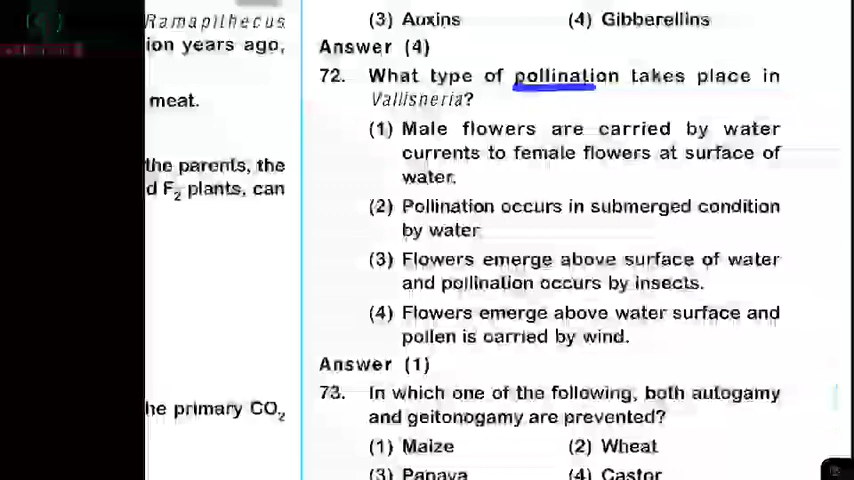 Ramapithecus
ion years ago,
meat.
the parents, the
d F2 plants, can
he primary CO2
(3) Auxins (4) Gibberellins
Answer (4)
72. What type of pollination takes place in
Vallisneria?
(1) Male flowers are carried by water
currents to female flowers at surface of
water.
(2) Pollination occurs in submerged condition
by water
(3) Flowers emerge above surface of water
and pollination occurs by insects.
(4) Flowers emerge above water surface and
pollen is carried by wind.
Answer (1)
73. In which one of the following, both autogamy
and geitonogamy are prevented?
(1) Maize (2) Wheat
(3) Papaya (4) Castor